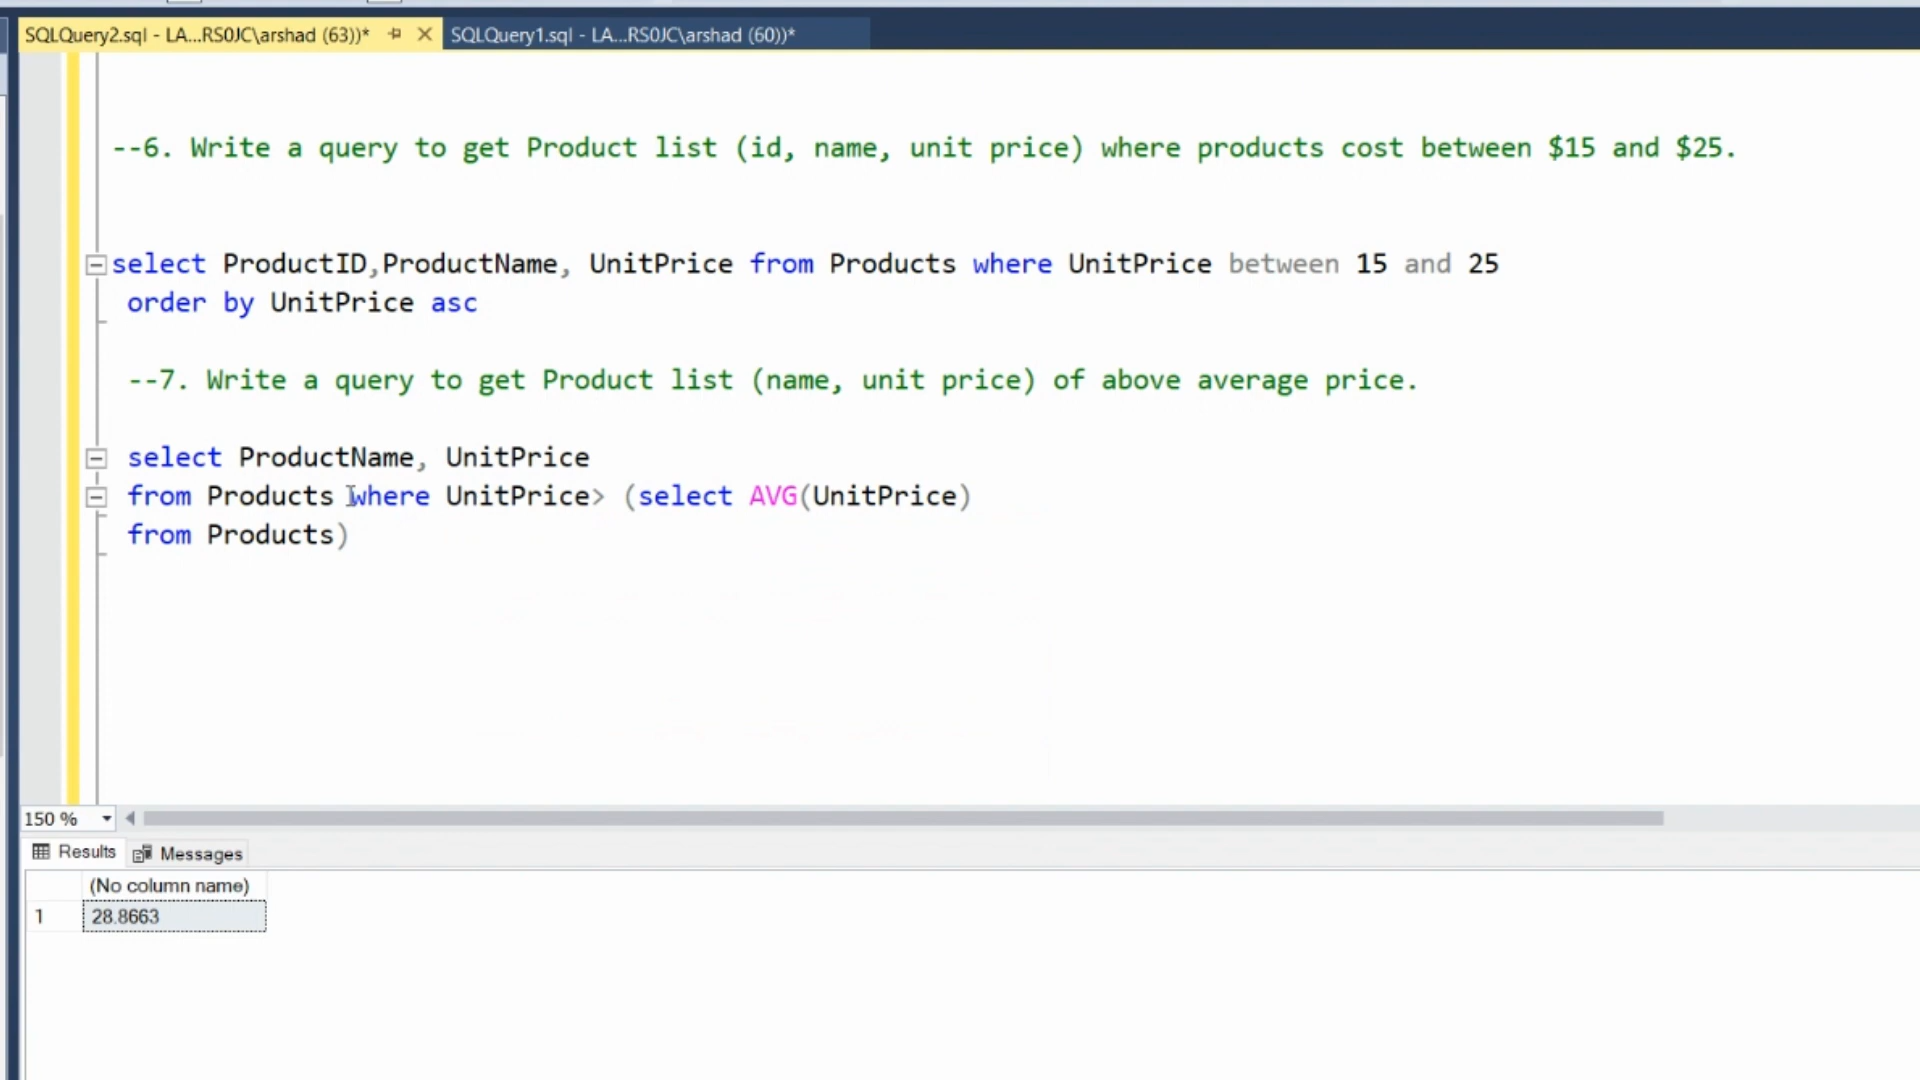 SQLQuery2.sql - LA...RS0JC\arshad (63))* SQLQuery1.sql - LA...RS0JC\arshad (60))*
--6. Write a query to get Product list (id, name, unit price) where products cost between $15 and $25.
select ProductID,ProductName, UnitPrice from Products where UnitPrice between 15 and 25
order by UnitPrice asc
--7. Write a query to get Product list (name, unit price) of above average price.
select ProductName, UnitPrice
from Products where UnitPrice> (select AVG(UnitPrice)
from Products)
150 %
Results Messages
(No column name)
1 28.8663